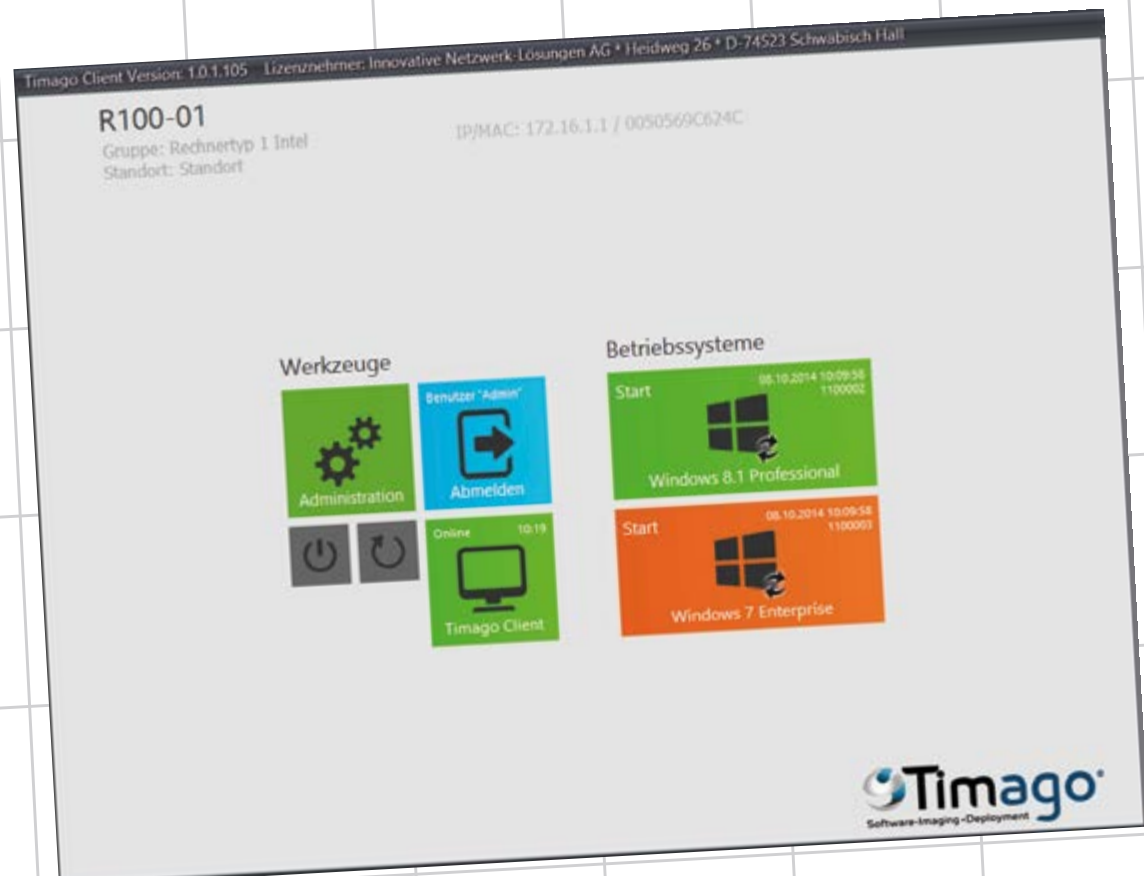 Timago Client Version: 1.0.1.105 Lizenznehmer: Innovative Netzwerk-Lösungen AG * Heidweg 26 * D-74523 Schwäbisch Hall
R100-01
Gruppe: Rechnertyp 1 Intel
Standort: Standort
IP/MAC: 172.16.1.1 / 0050569C624C
Werkzeuge
Administration
Benutzer "Admin"
Abmelden
Online 10:19
Timago Client
Betriebssysteme
Start 08.10.2014 10:09:58
1100002
Windows 8.1 Professional
Start 08.10.2014 10:09:58
1100003
Windows 7 Enterprise
Timago
Software-Imaging-Deployment